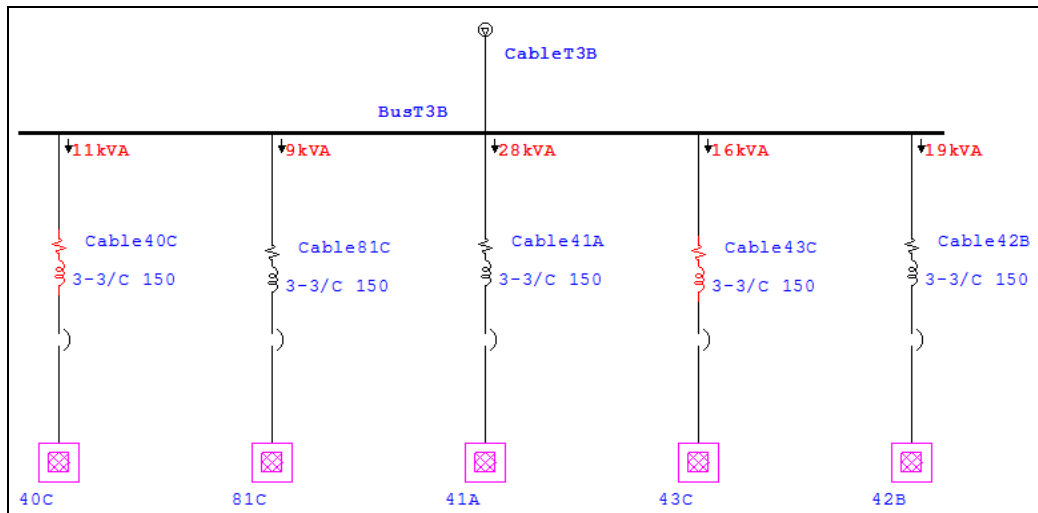 CableT3B
BusT3B
11kVA 9kVA 28kVA 16kVA 19kVA
Cable40C Cable81C Cable41A Cable43C Cable42B
3-3/C 150 3-3/C 150 3-3/C 150 3-3/C 150 3-3/C 150
40C 81C 41A 43C 42B